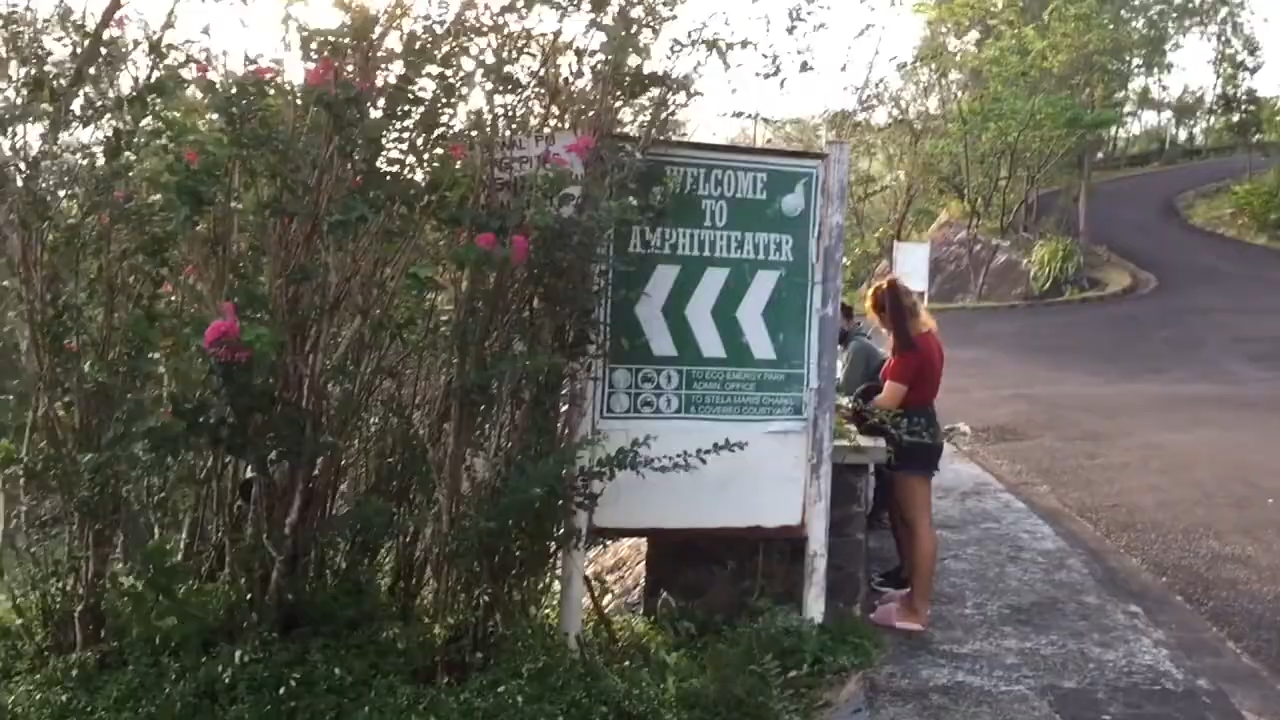 WELCOME
TO
AMPHITHEATER
TO ECO-ENERGY PARK
ADMIN. OFFICE
TO STELA MARIS CHAPEL
& COVERED COURTYARD